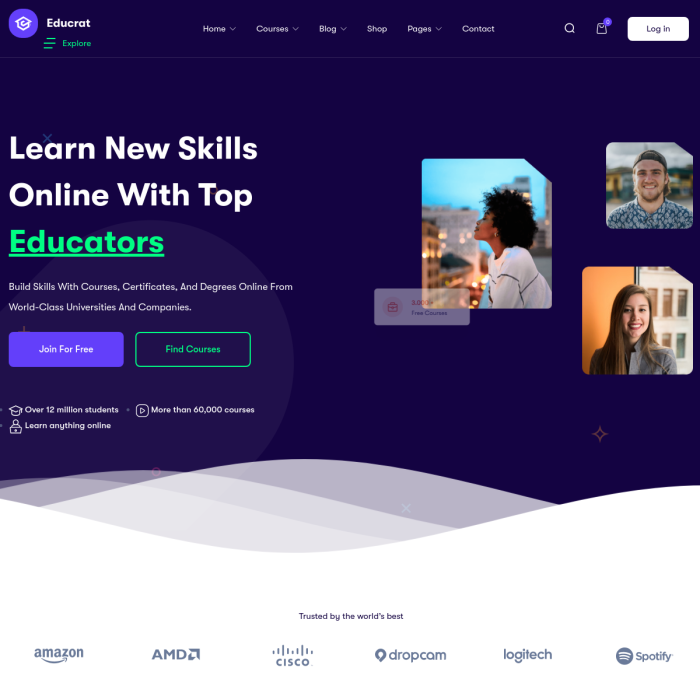 Educrat
Explore
Home
Courses
Blog
Shop
Pages
Contact
0
Log in
Learn New Skills
Online With Top
Educators
Build Skills With Courses, Certificates, And Degrees Online From
World-Class Universities And Companies.
Join For Free
Find Courses
3.000+
Free Courses
Over 12 million students
More than 60,000 courses
Learn anything online
Trusted by the world's best
amazon
AMD
CISCO
dropcam
logitech
Spotify